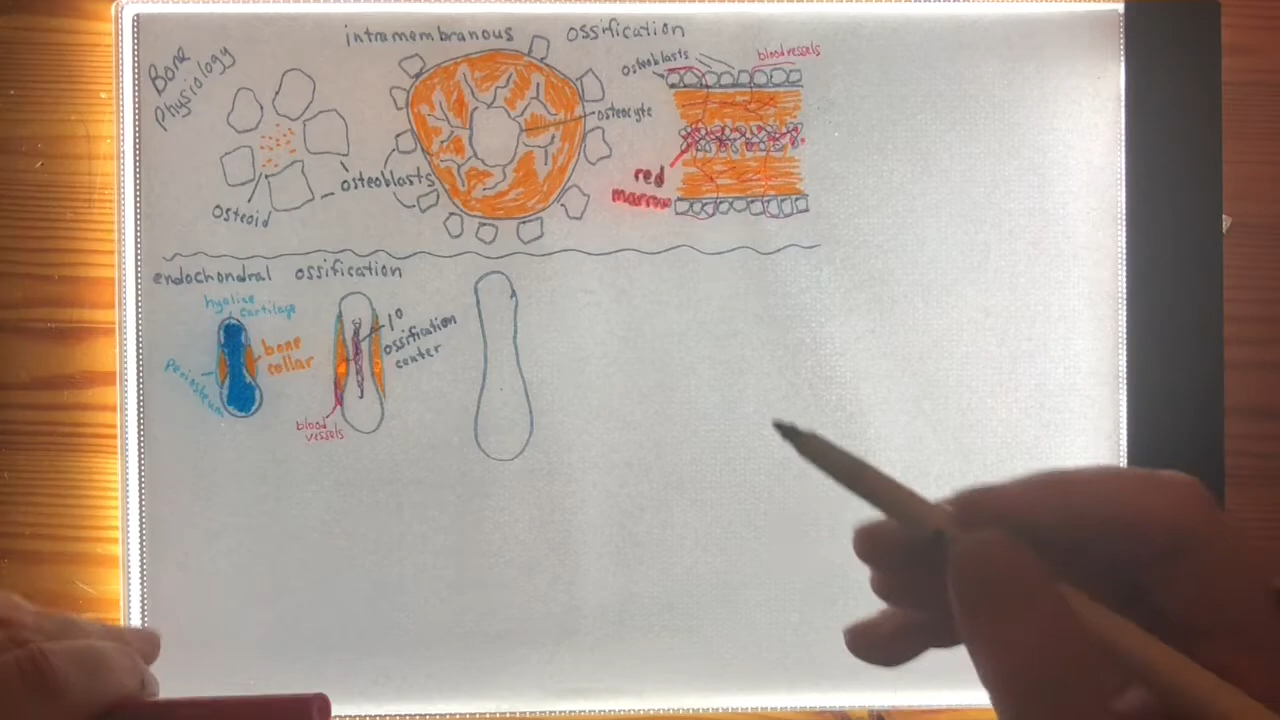 Bone
Physiology
intramembranous ossification
osteoblasts
blood vessels
osteocyte
osteoblasts
osteoid
red
marrow
endochondral ossification
hyaline
cartilage
periosteum
bone
collar
1°
ossification
center
blood
vessels